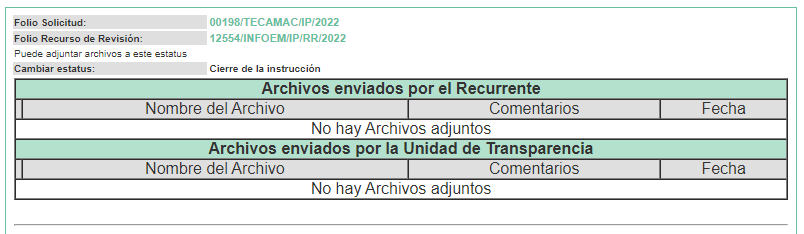 Folio Solicitud: 00198/TECAMAC/IP/2022
Folio Recurso de Revisión: 12554/INFOEM/IP/RR/2022
Puede adjuntar archivos a este estatus
Cambiar estatus: Cierre de la instrucción
Archivos enviados por el Recurrente
Nombre del Archivo Comentarios Fecha
No hay Archivos adjuntos
Archivos enviados por la Unidad de Transparencia
Nombre del Archivo Comentarios Fecha
No hay Archivos adjuntos